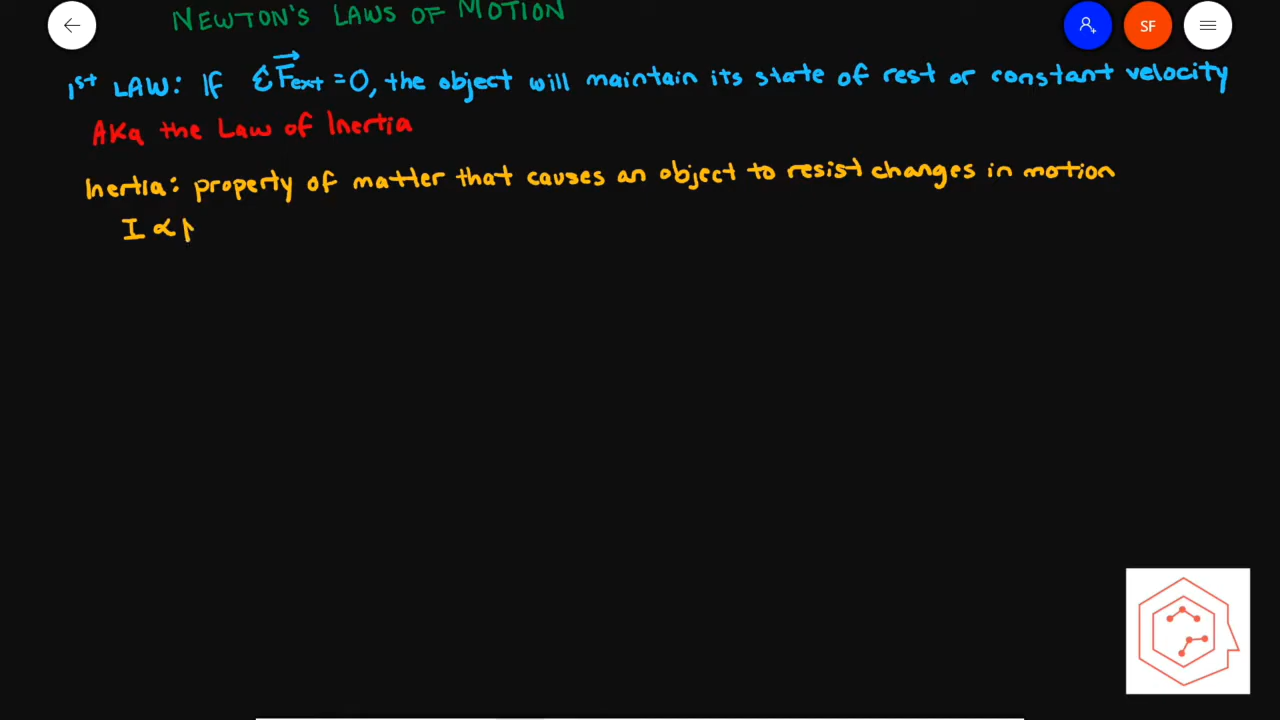 NEWTON'S LAWS OF MOTION
SF
1st LAW: If Σ F⃗ext = 0, the object will maintain its state of rest or constant velocity
AKA the Law of Inertia
Inertia: property of matter that causes an object to resist changes in motion
I ∝